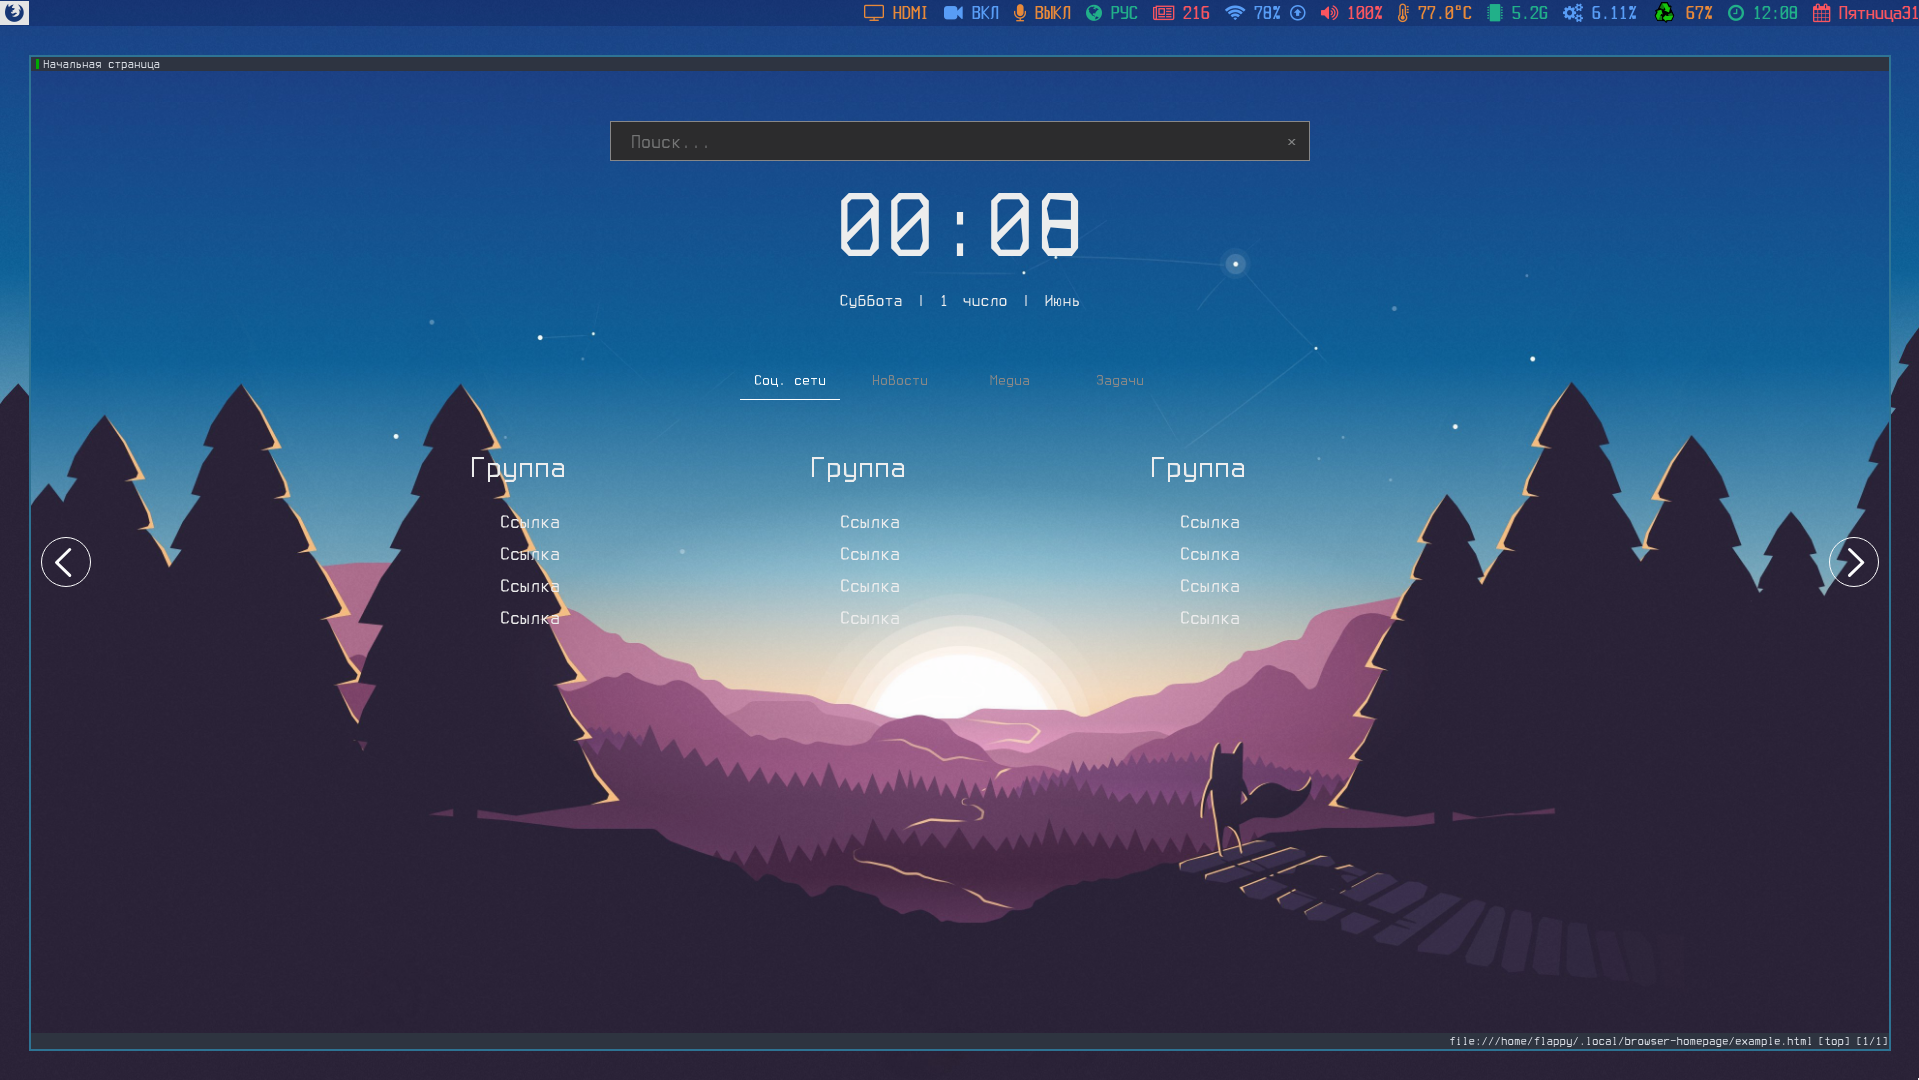 HDMI ВКЛ ВЫКЛ РУС 216 78% 100% 77.0°C 5.2G 6.11% 67% 12:08 Пятница31
Начальная страница
Поиск... ×
00:08
Суббота | 1 число | Июнь
Соц. сети Новости Медиа Задачи
Группа Группа Группа
Ссылка Ссылка Ссылка
Ссылка Ссылка Ссылка
Ссылка Ссылка Ссылка
Ссылка Ссылка Ссылка
file:///home/flappy/.local/browser-homepage/example.html [top] [1/1]